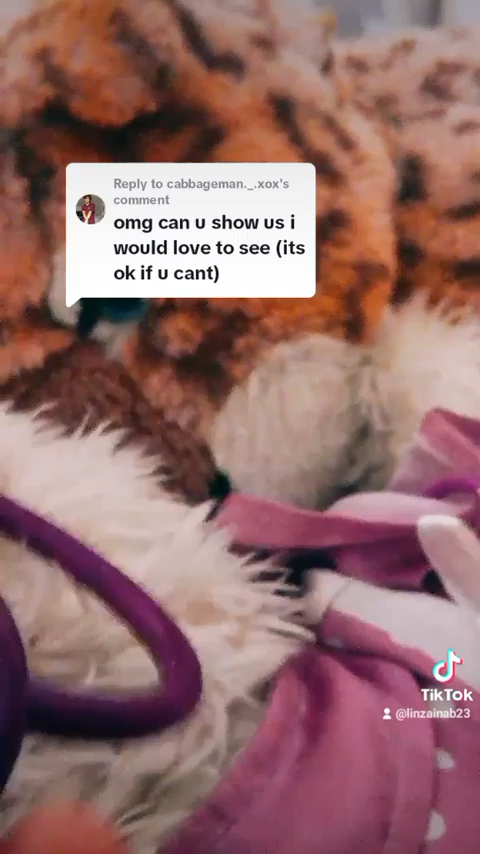 Reply to cabbageman._.xox's
comment
omg can u show us i
would love to see (its
ok if u cant)
TikTok
@linzainab23